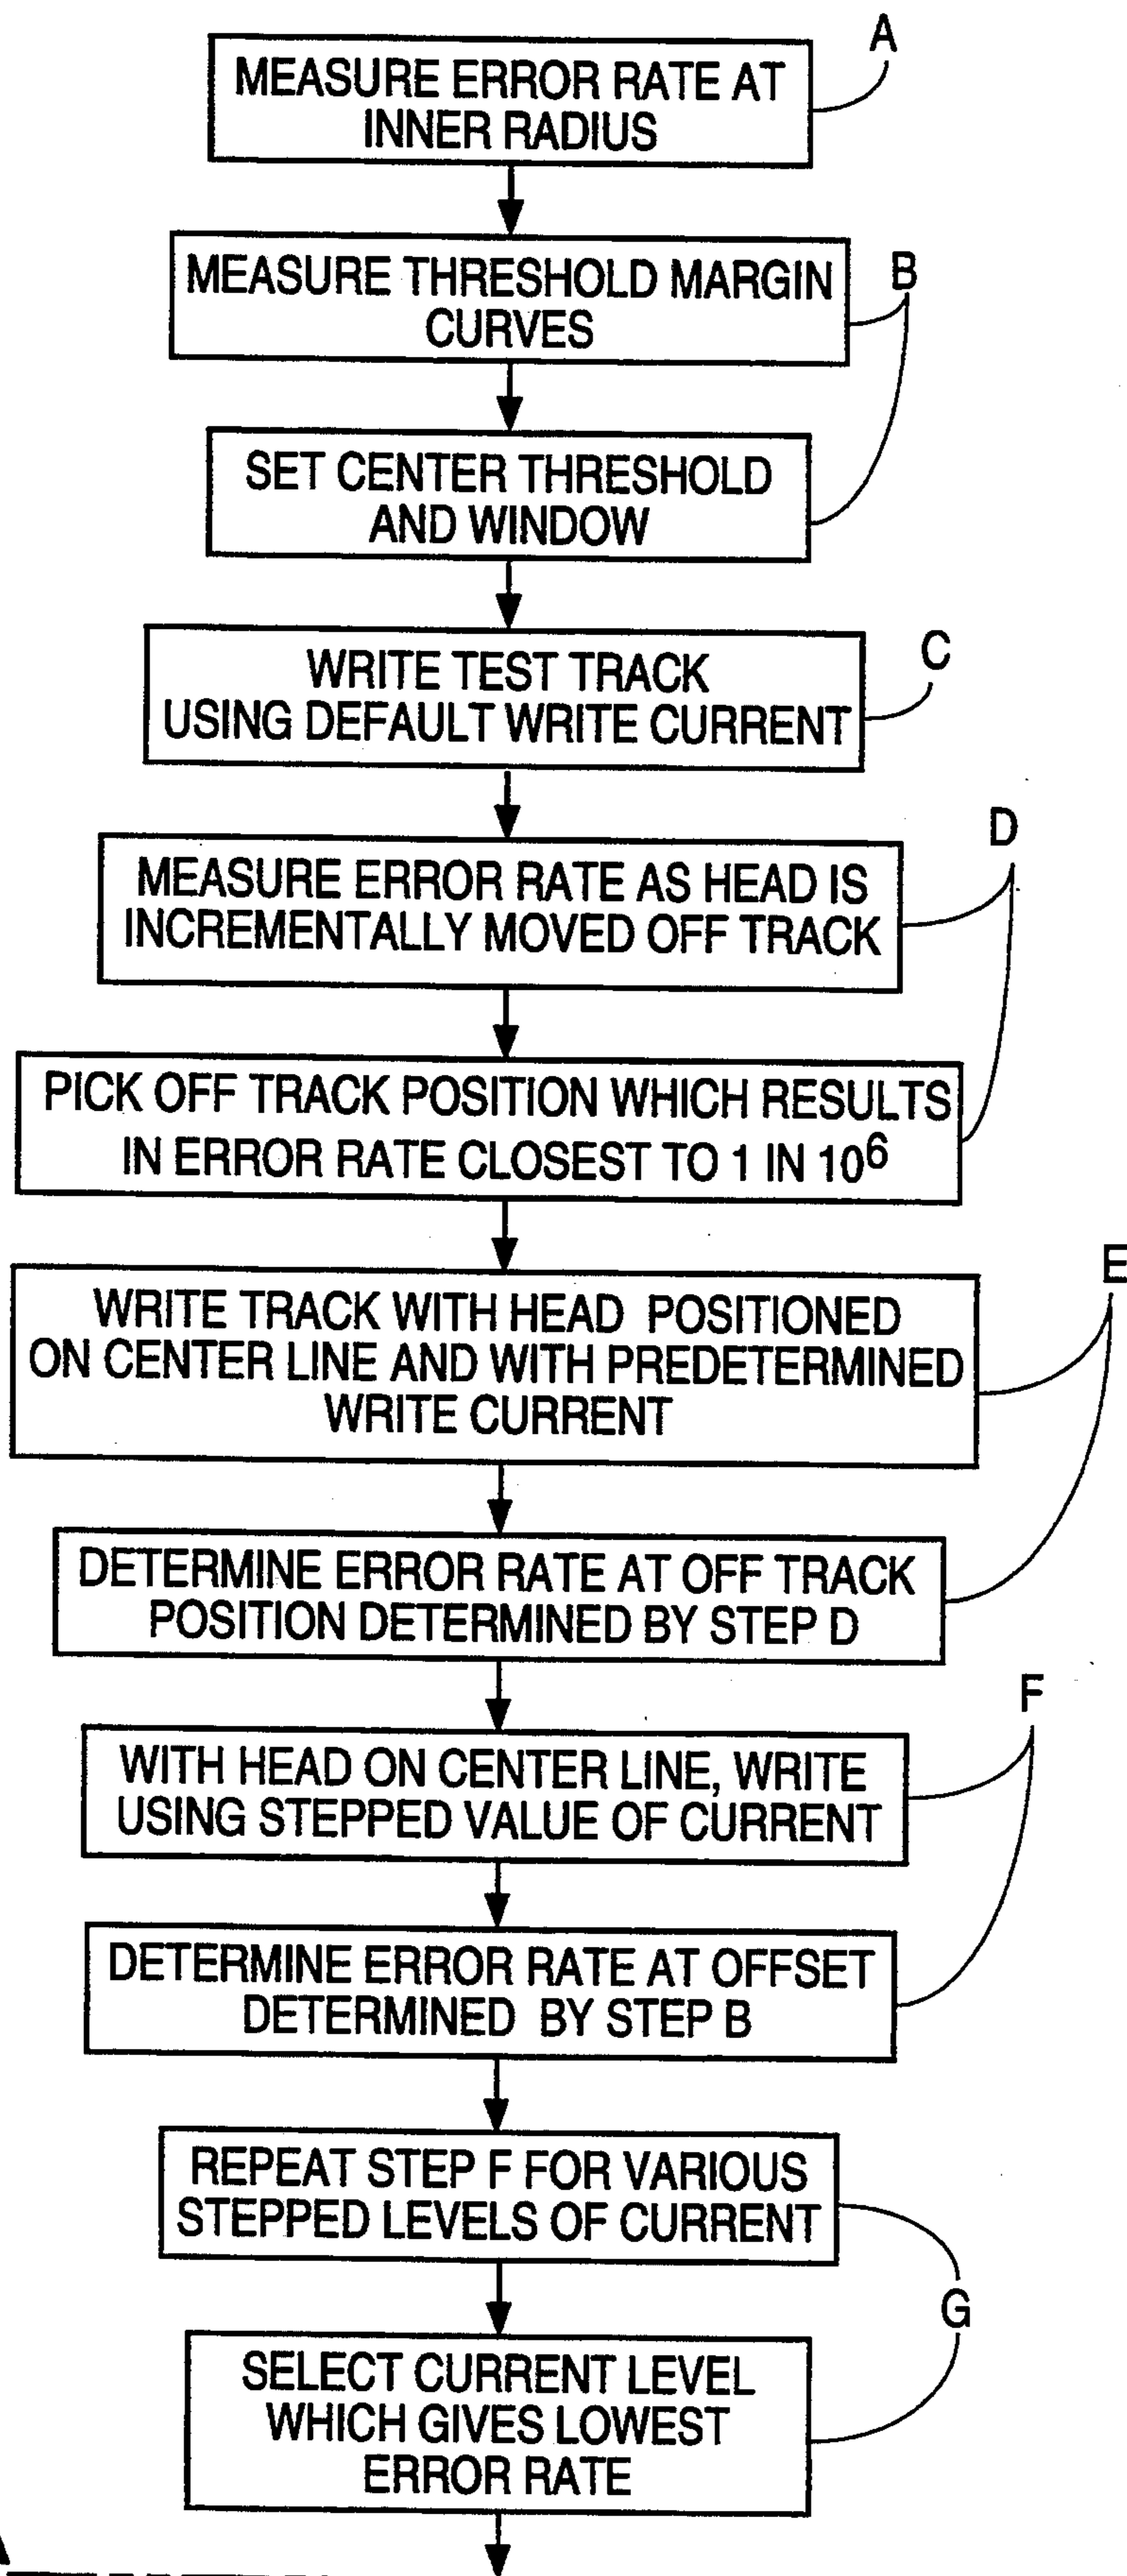 A
MEASURE ERROR RATE AT
INNER RADIUS
MEASURE THRESHOLD MARGIN
CURVES
B
SET CENTER THRESHOLD
AND WINDOW
WRITE TEST TRACK
USING DEFAULT WRITE CURRENT
C
D
MEASURE ERROR RATE AS HEAD IS
INCREMENTALLY MOVED OFF TRACK
PICK OFF TRACK POSITION WHICH RESULTS
IN ERROR RATE CLOSEST TO 1 IN 10⁶
E
WRITE TRACK WITH HEAD POSITIONED
ON CENTER LINE AND WITH PREDETERMINED
WRITE CURRENT
DETERMINE ERROR RATE AT OFF TRACK
POSITION DETERMINED BY STEP D
F
WITH HEAD ON CENTER LINE, WRITE
USING STEPPED VALUE OF CURRENT
DETERMINE ERROR RATE AT OFFSET
DETERMINED BY STEP B
REPEAT STEP F FOR VARIOUS
STEPPED LEVELS OF CURRENT
G
SELECT CURRENT LEVEL
WHICH GIVES LOWEST
ERROR RATE